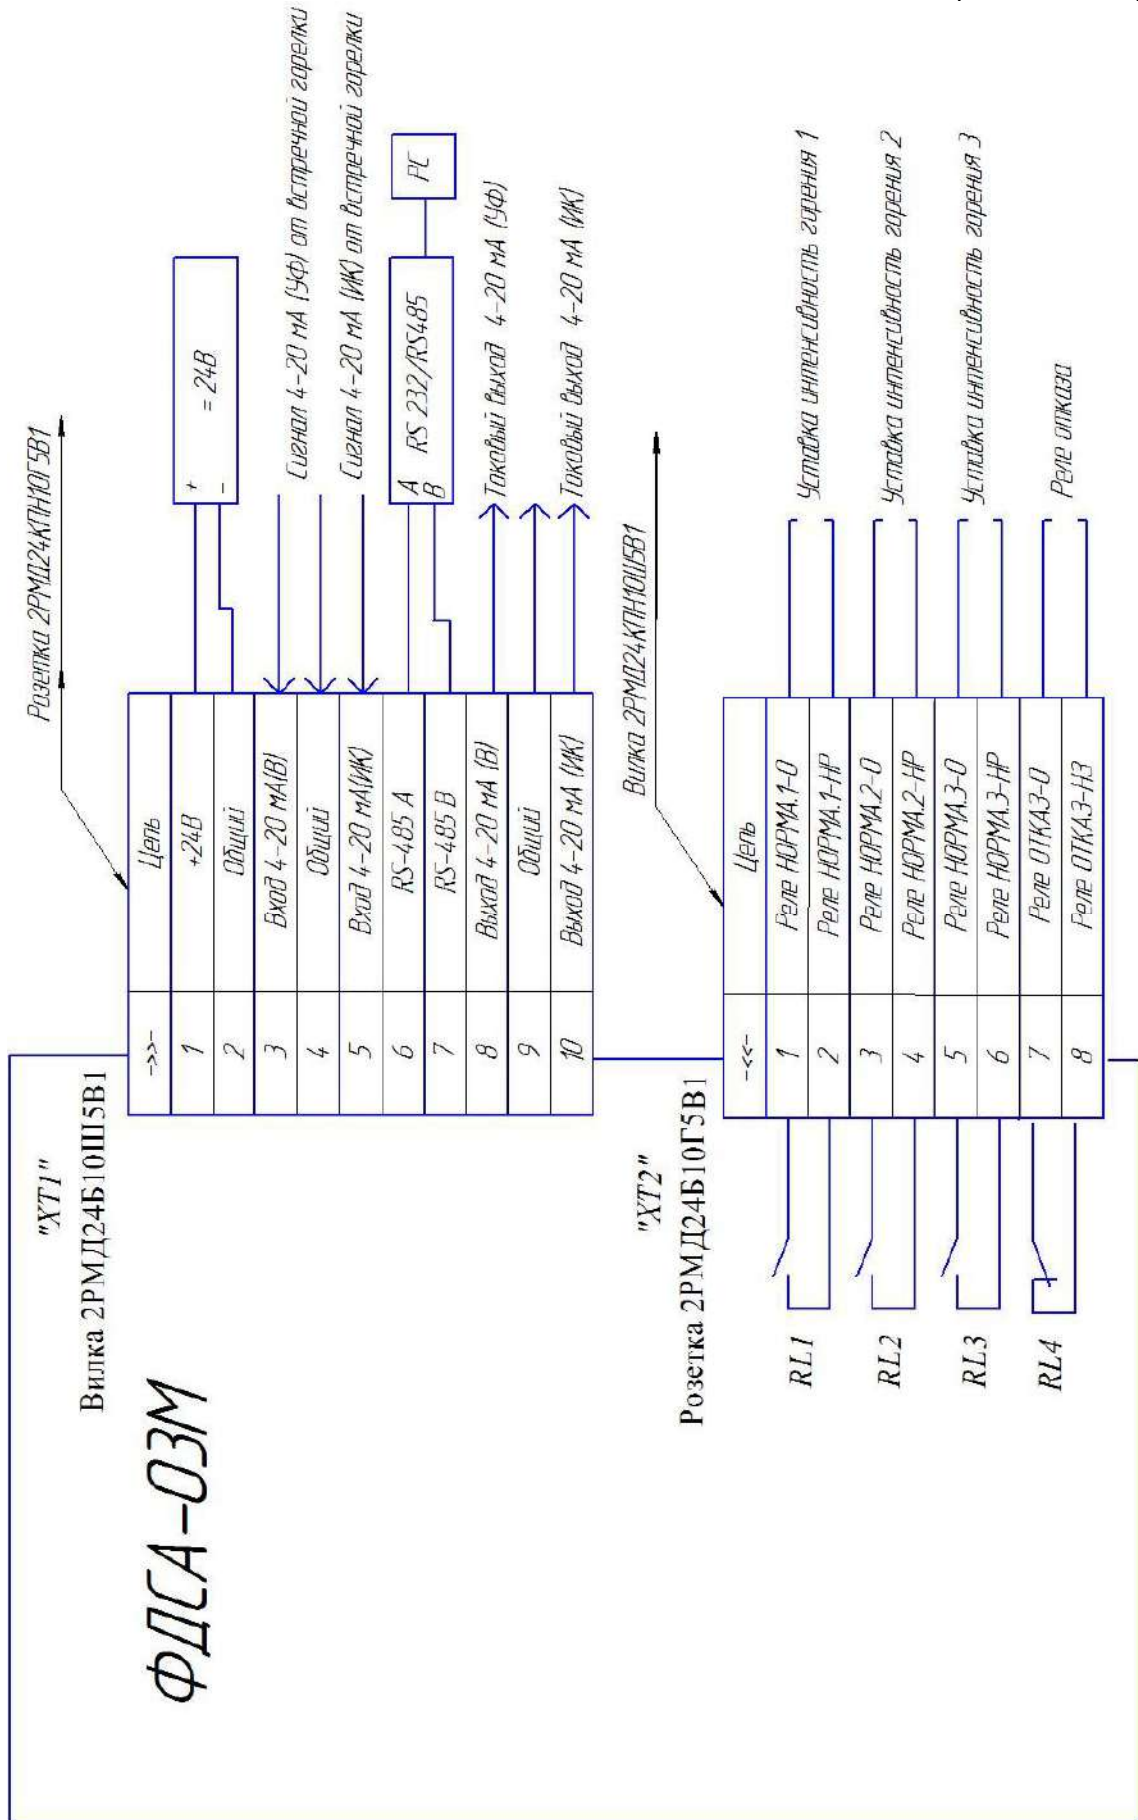 ФДСА-03М
"XT1"
Вилка 2РМД24Б10Ш5В1
Розетка 2РМД24КПН10Г5В1
->>- Цепь
1 +24В
2 Общий
3 Вход 4-20 мА(В)
4 Общий
5 Вход 4-20 мА(ИК)
6 RS-485 A
7 RS-485 B
8 Выход 4-20 мА (В)
9 Общий
10 Выход 4-20 мА (ИК)
+
= 24В
-
Сигнал 4-20 мА (УФ) от встречной горелки
Сигнал 4-20 мА (ИК) от встречной горелки
A
B
RS 232/RS485
PC
Токовый выход 4-20 мА (УФ)
Токовый выход 4-20 мА (ИК)
"XT2"
Розетка 2РМД24Б10Г5В1
Вилка 2РМД24КПН10Ш5В1
-<<- Цепь
1 Реле НОРМА.1-О
2 Реле НОРМА.1-НР
3 Реле НОРМА.2-О
4 Реле НОРМА.2-НР
5 Реле НОРМА.3-О
6 Реле НОРМА.3-НР
7 Реле ОТКАЗ-О
8 Реле ОТКАЗ-НЗ
RL1
RL2
RL3
RL4
Уставка интенсивность горения 1
Уставка интенсивность горения 2
Уставка интенсивность горения 3
Реле отказа